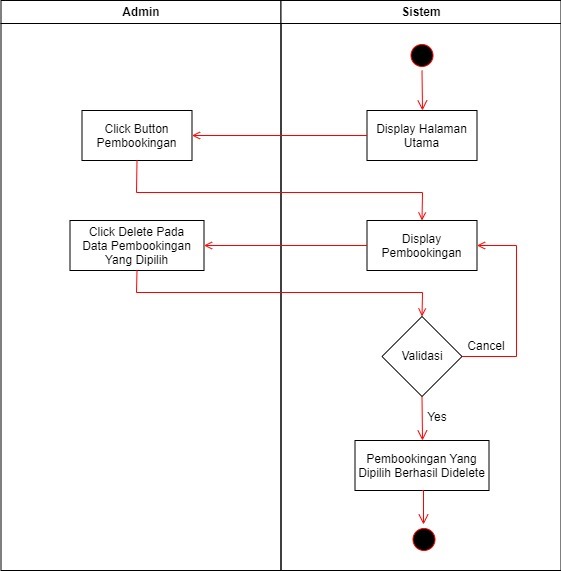 Admin
Sistem
Display Halaman
Utama
Click Button
Pembookingan
Display
Pembookingan
Click Delete Pada
Data Pembookingan
Yang Dipilih
Validasi
Cancel
Yes
Pembookingan Yang
Dipilih Berhasil Didelete